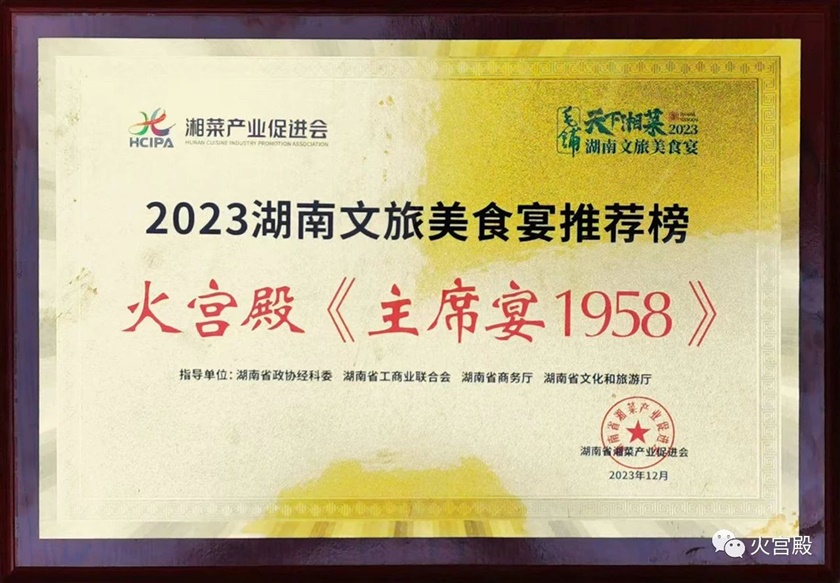 湘菜产业促进会
HCIPA
HUNAN CUISINE INDUSTRY PROMOTION ASSOCIATION
毛铺
天下湘菜
2023
湖南文旅美食宴
2023湖南文旅美食宴推荐榜
火宫殿《主席宴1958》
指导单位：湖南省政协经科委 湖南省工商业联合会 湖南省商务厅 湖南省文化和旅游厅
湖南省湘菜产业促进会
湖南省湘菜产业促进会
2023年12月
火宫殿